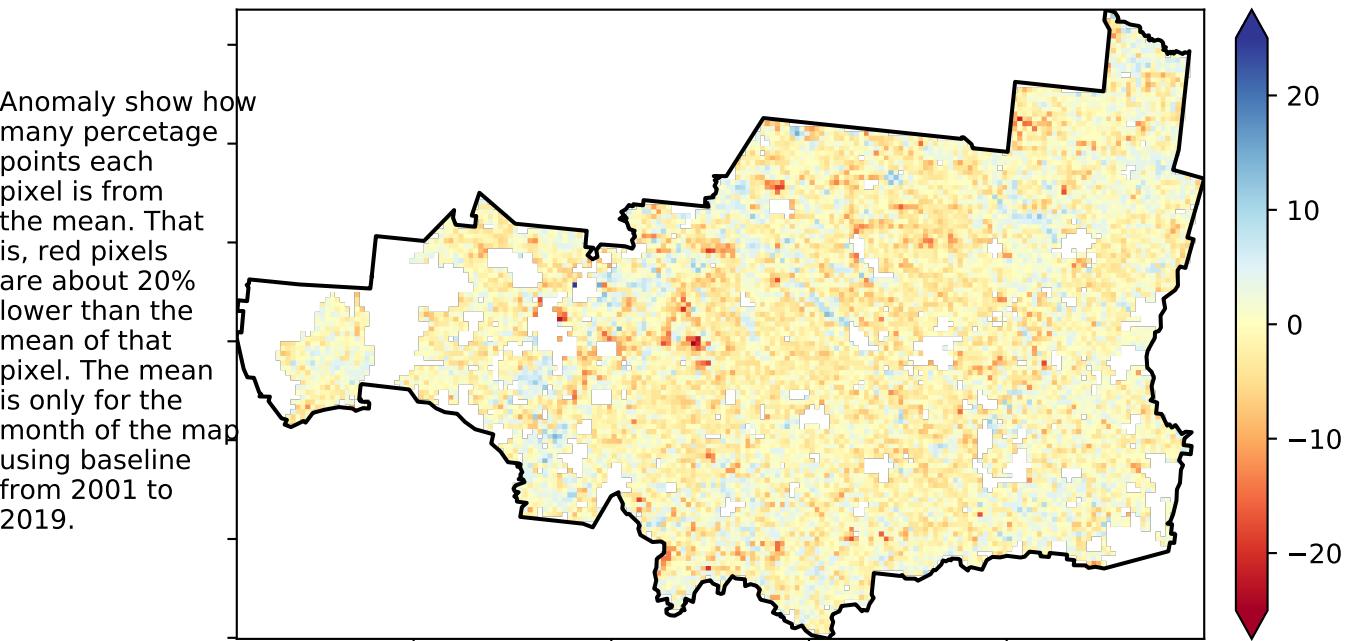 Anomaly show how
many percetage
points each
pixel is from
the mean. That
is, red pixels
are about 20%
lower than the
mean of that
pixel. The mean
is only for the
month of the map
using baseline
from 2001 to
2019.
20
10
0
−10
−20